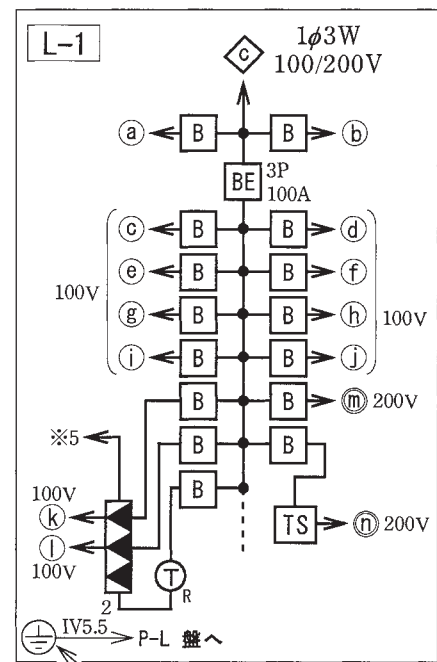 L-1
c
1φ3W
100/200V
a B B b
BE 3P
100A
c B B d
e B B f
g B B h
i B B j
100V 100V
B B m 200V
※5 B B
100V
k B
l TS n 200V
100V
T
R
2
IV5.5 P-L 盤へ